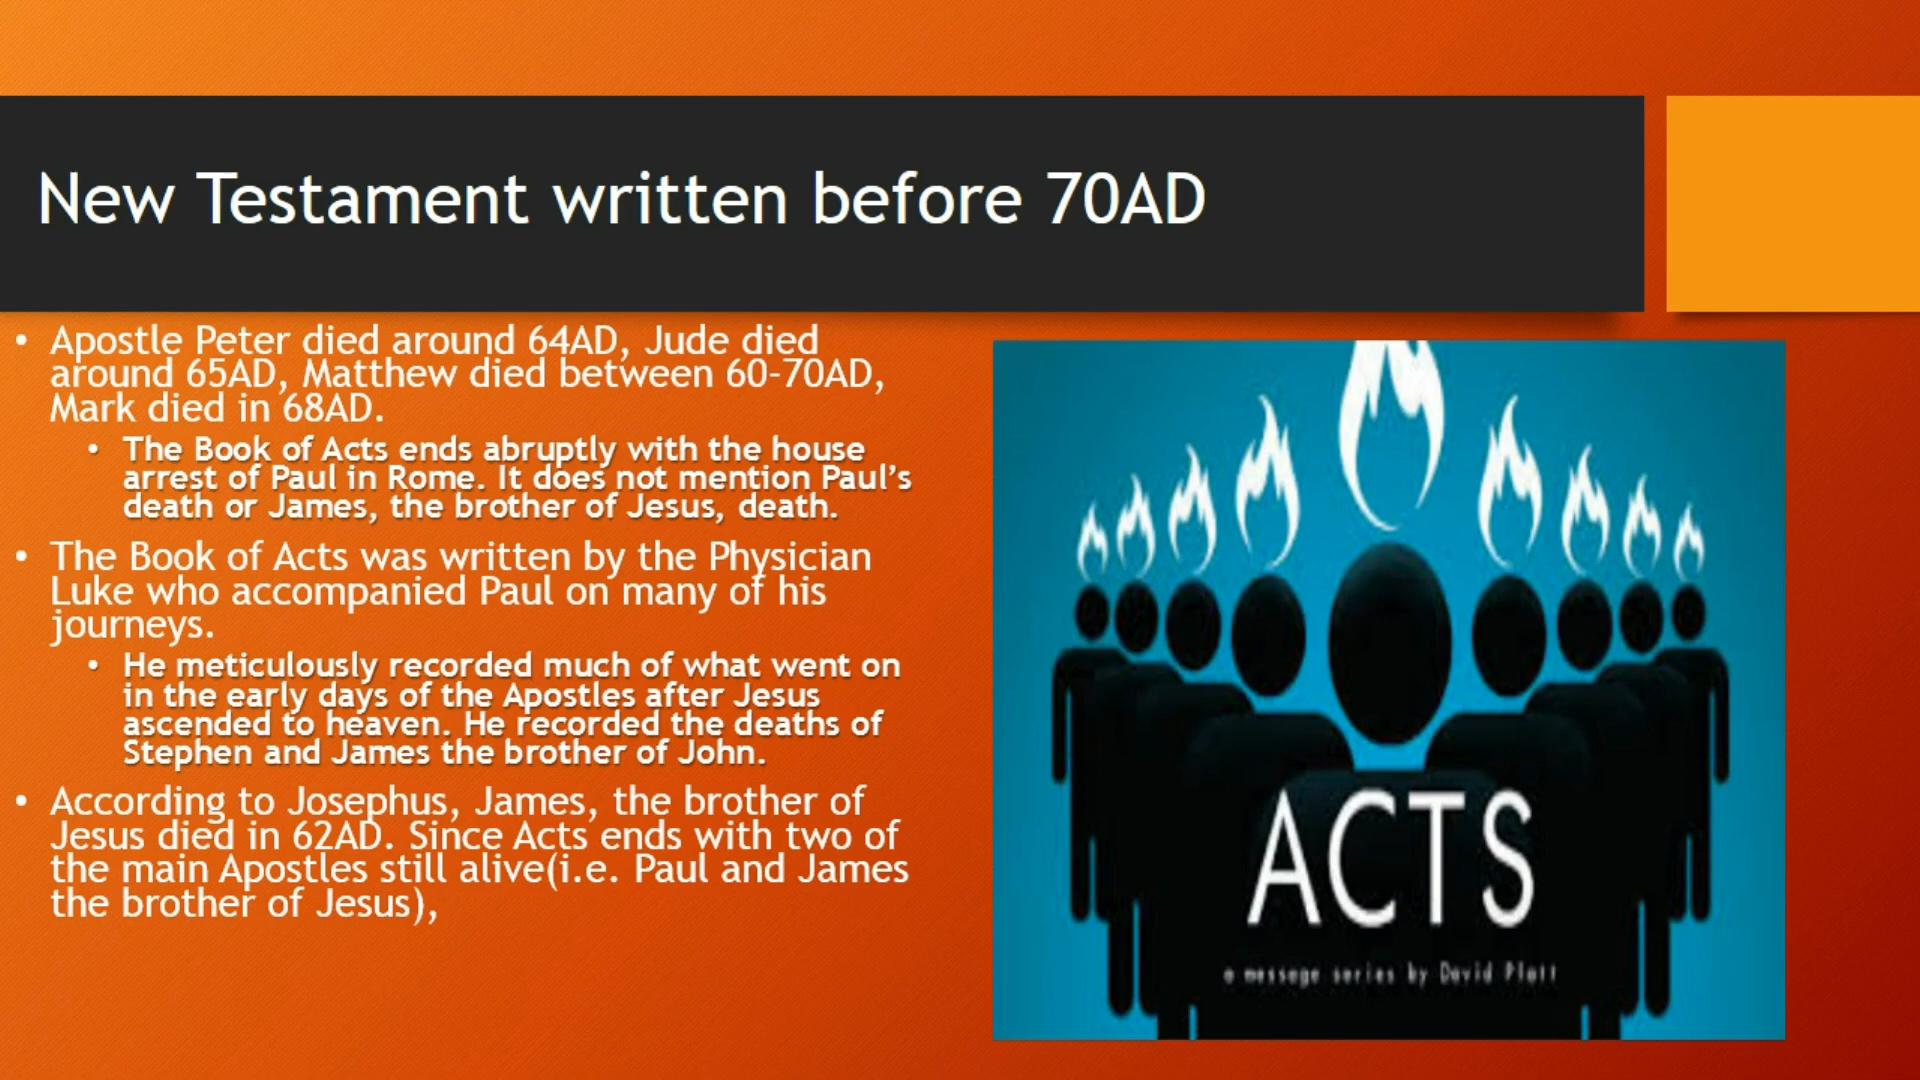 New Testament written before 70AD
• Apostle Peter died around 64AD, Jude died
around 65AD, Matthew died between 60-70AD,
Mark died in 68AD.
• The Book of Acts ends abruptly with the house
arrest of Paul in Rome. It does not mention Paul’s
death or James, the brother of Jesus, death.
• The Book of Acts was written by the Physician
Luke who accompanied Paul on many of his
journeys.
• He meticulously recorded much of what went on
in the early days of the Apostles after Jesus
ascended to heaven. He recorded the deaths of
Stephen and James the brother of John.
• According to Josephus, James, the brother of
Jesus died in 62AD. Since Acts ends with two of
the main Apostles still alive(i.e. Paul and James
the brother of Jesus),
ACTS
a message series by David Platt